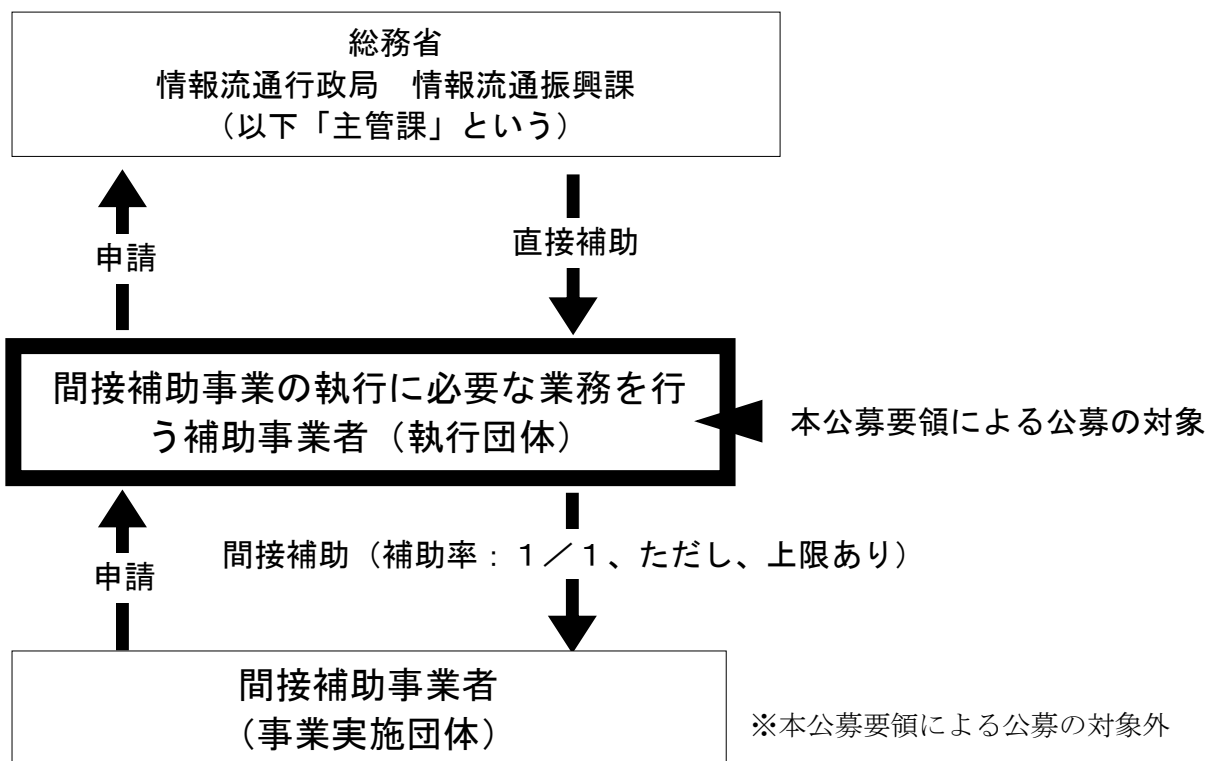 総務省
情報流通行政局　情報流通振興課
（以下「主管課」という）
申請
直接補助
間接補助事業の執行に必要な業務を行
う補助事業者（執行団体）
本公募要領による公募の対象
間接補助（補助率：１／１、ただし、上限あり）
申請
間接補助事業者
（事業実施団体）
※本公募要領による公募の対象外